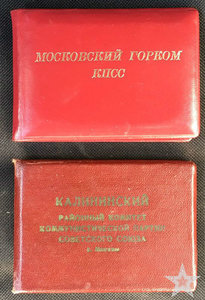 МОСКОВСКИЙ ГОРКОМ
КПСС
КАЛИНИНСКИЙ
РАЙОННЫЙ КОМИТЕТ
КОММУНИСТИЧЕСКОЙ ПАРТИИ
СОВЕТСКОГО СОЮЗА
г. Москвы